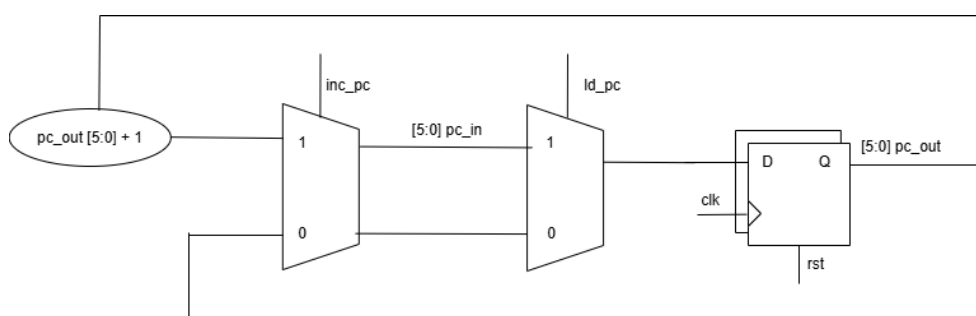 inc_pc
ld_pc
pc_out [5:0] + 1
1
[5:0] pc_in
1
D
Q
[5:0] pc_out
clk
0
0
rst